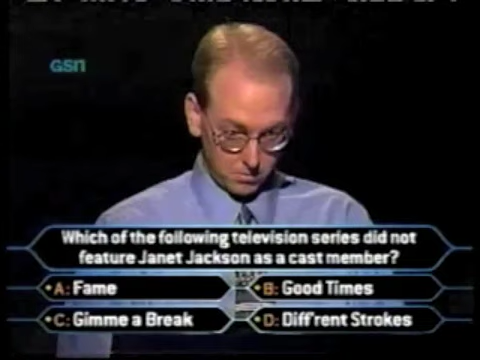 GSN
Which of the following television series did not
feature Janet Jackson as a cast member?
A: Fame
B: Good Times
C: Gimme a Break
D: Diff'rent Strokes